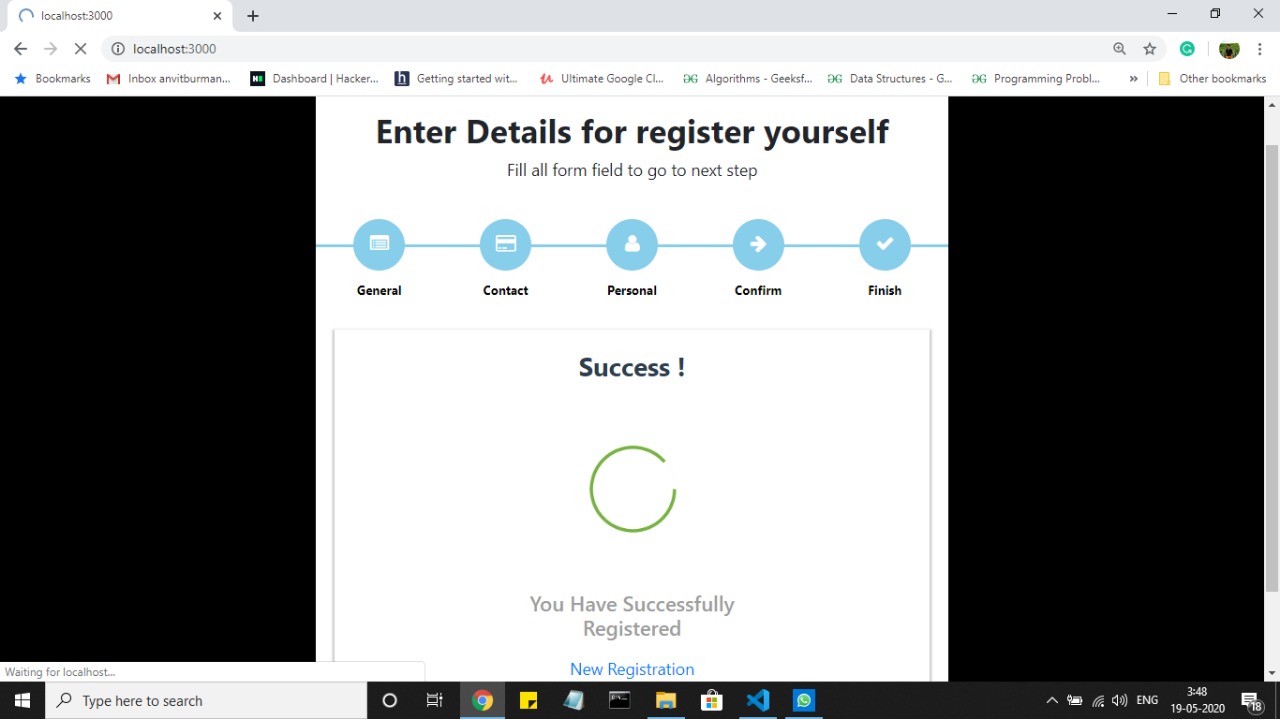 localhost:3000
localhost:3000
Bookmarks Inbox anvitburman... Dashboard | Hacker... Getting started wit... Ultimate Google Cl... Algorithms - Geeksf... Data Structures - G... Programming Probl... » Other bookmarks
Enter Details for register yourself
Fill all form field to go to next step
General Contact Personal Confirm Finish
Success !
You Have Successfully
Registered
New Registration
Waiting for localhost...
Type here to search
ENG
3:48
19-05-2020
18